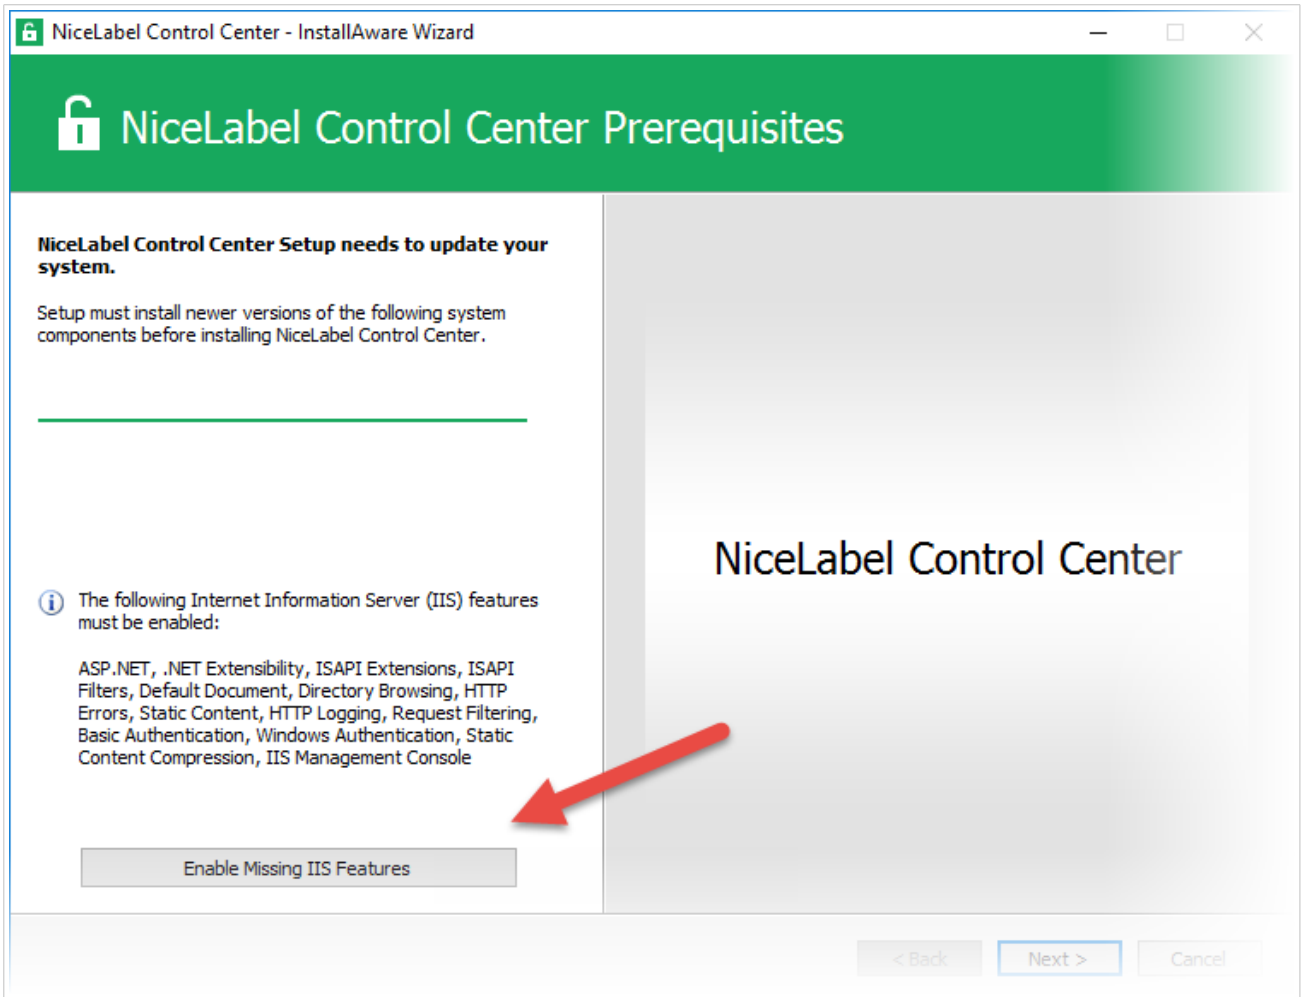 NiceLabel Control Center - InstallAware Wizard
NiceLabel Control Center Prerequisites
NiceLabel Control Center Setup needs to update your
system.
Setup must install newer versions of the following system
components before installing NiceLabel Control Center.
The following Internet Information Server (IIS) features
must be enabled:
ASP.NET, .NET Extensibility, ISAPI Extensions, ISAPI
Filters, Default Document, Directory Browsing, HTTP
Errors, Static Content, HTTP Logging, Request Filtering,
Basic Authentication, Windows Authentication, Static
Content Compression, IIS Management Console
Enable Missing IIS Features
NiceLabel Control Center
< Back
Next >
Cancel